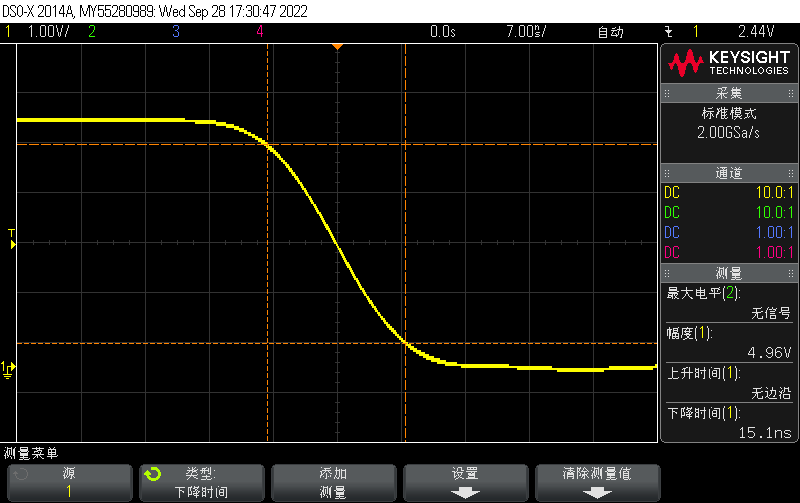 DSO-X 2014A, MY55280989: Wed Sep 28 17:30:47 2022
1 1.00V/ 2 3 4 0.0s 7.00ns/ 自动 1 2.44V
KEYSIGHT
TECHNOLOGIES
采集
标准模式
2.00GSa/s
通道
DC 10.0:1
DC 10.0:1
DC 1.00:1
DC 1.00:1
测量
最大电平(2):
无信号
幅度(1):
4.96V
上升时间(1):
无边沿
下降时间(1):
15.1ns
T
1
测量菜单
源
1
类型:
下降时间
添加
测量
设置
清除测量值